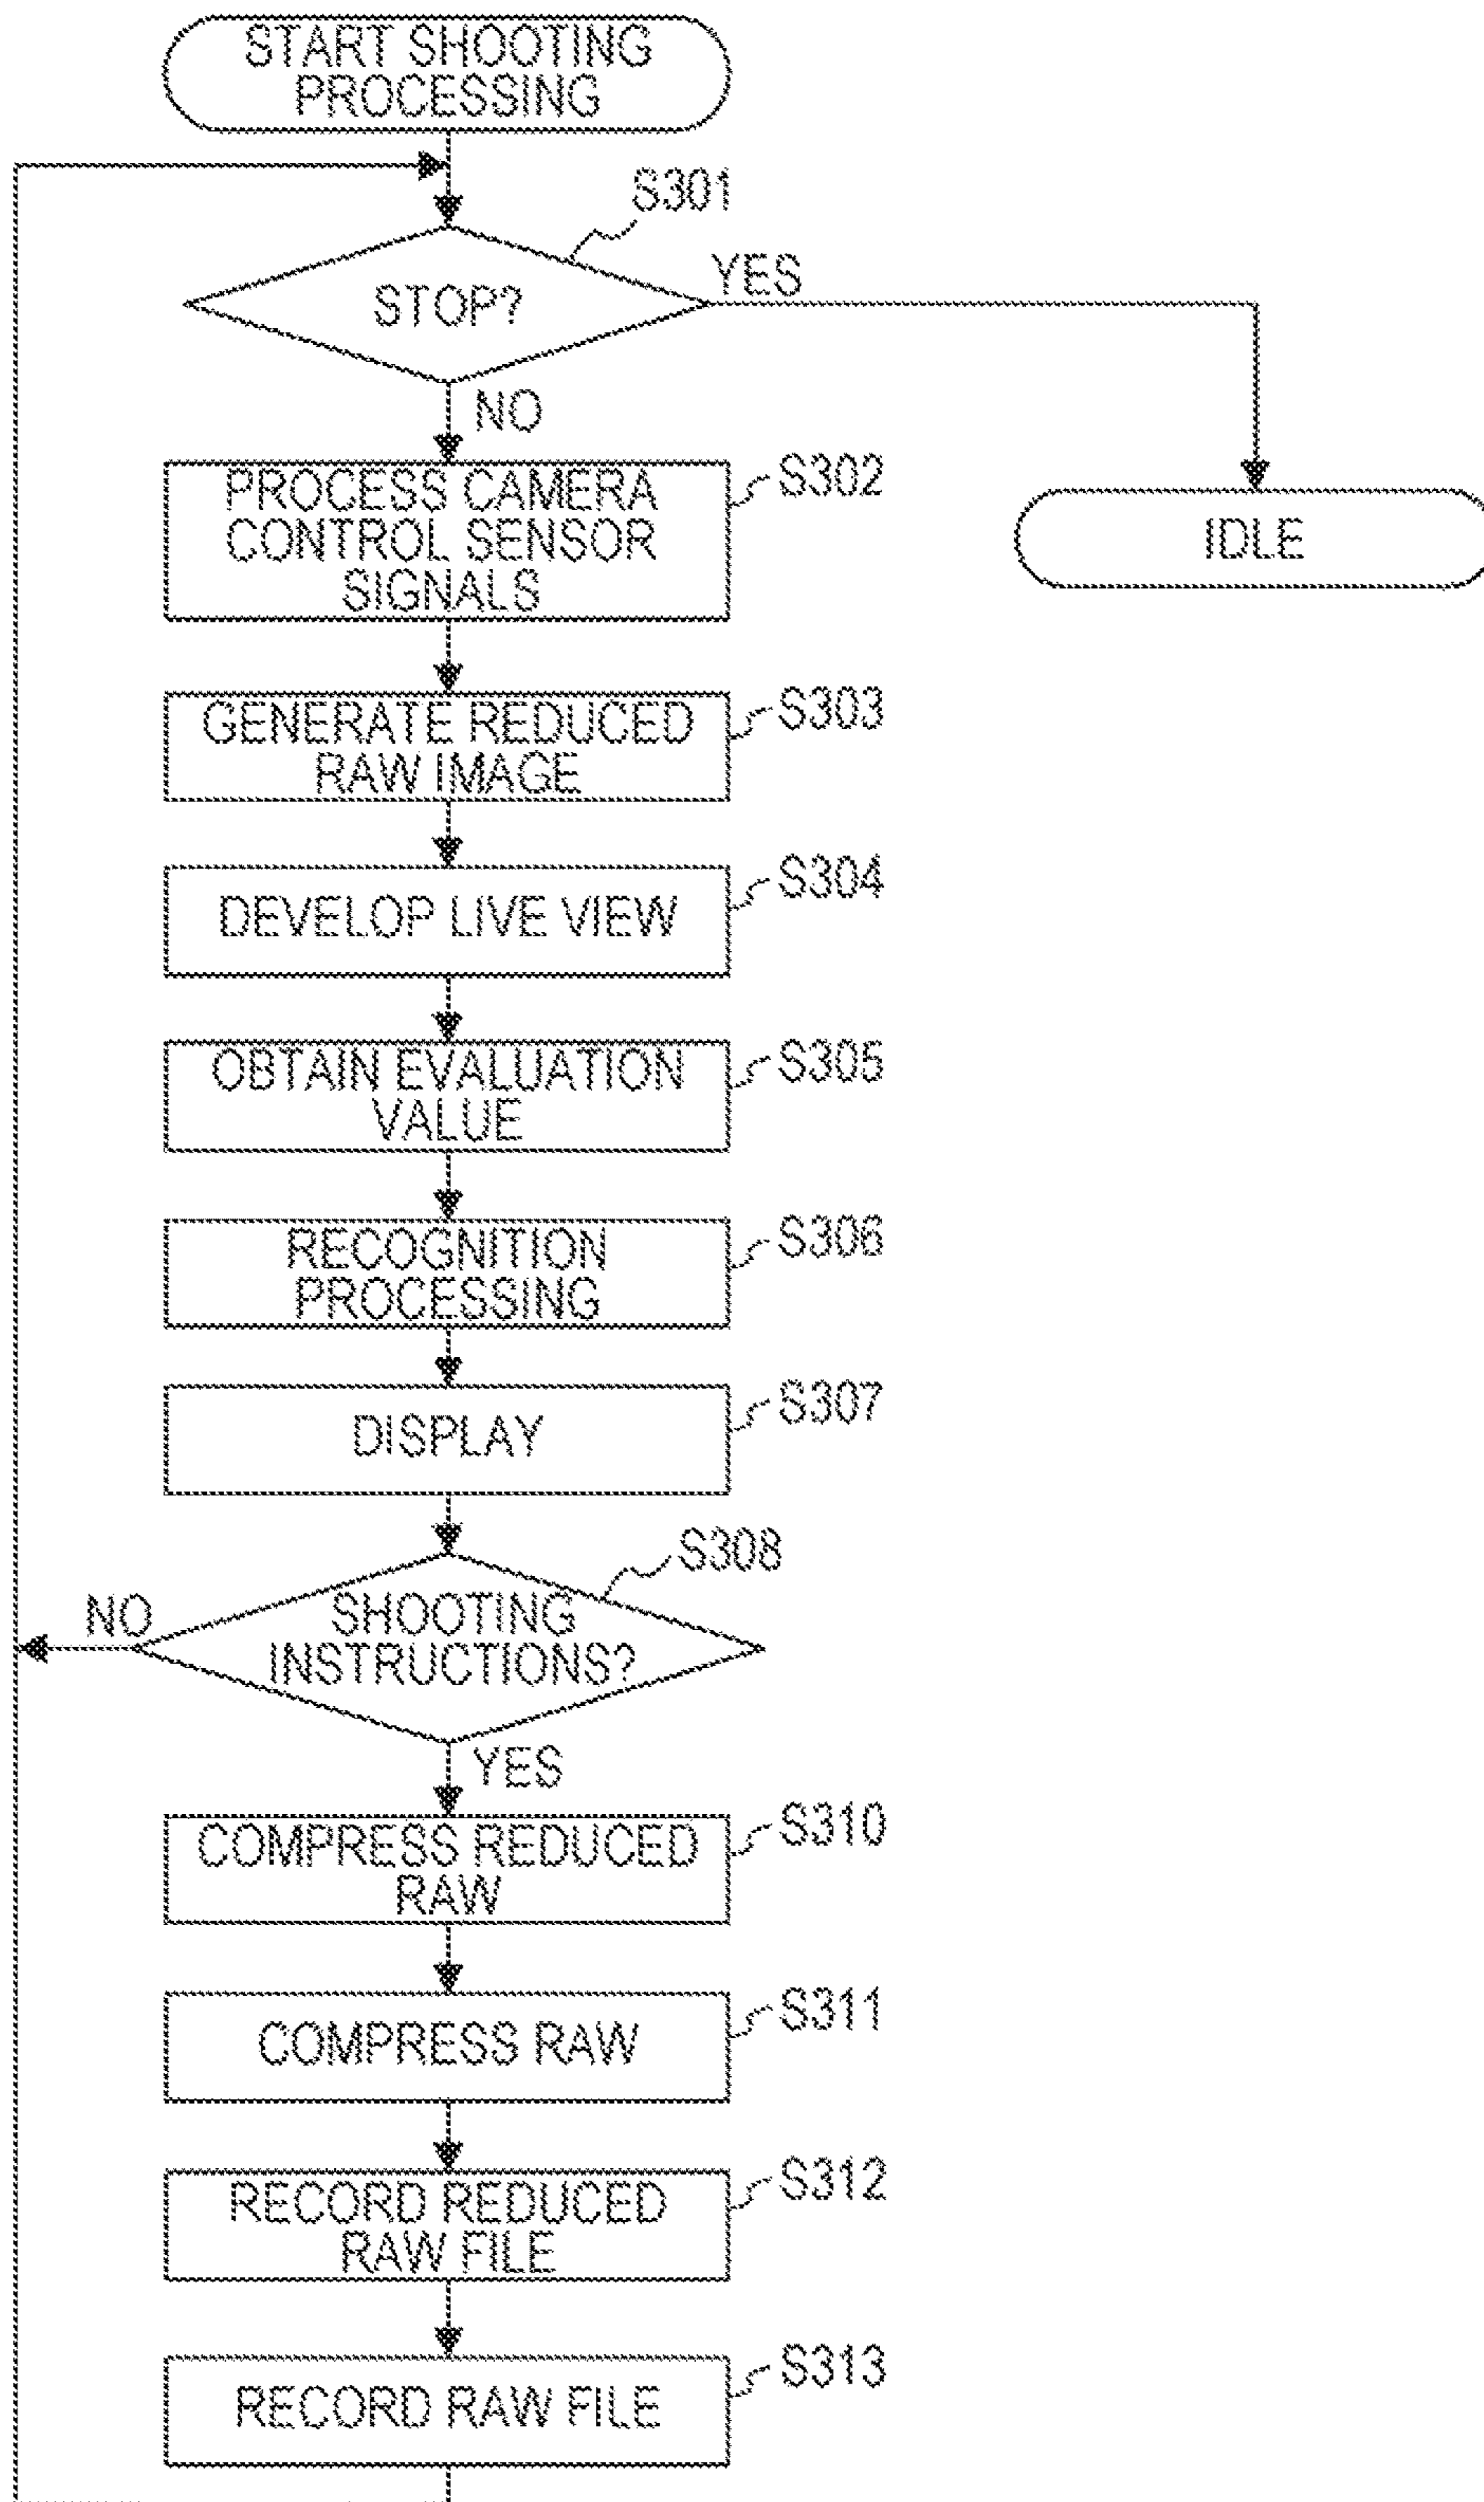 START SHOOTING
PROCESSING
S301
STOP?
YES
NO
PROCESS CAMERA
CONTROL SENSOR
SIGNALS
S302
IDLE
GENERATE REDUCED
RAW IMAGE
S303
DEVELOP LIVE VIEW
S304
OBTAIN EVALUATION
VALUE
S305
RECOGNITION
PROCESSING
S306
DISPLAY
S307
S308
NO
SHOOTING
INSTRUCTIONS?
YES
COMPRESS REDUCED
RAW
S310
COMPRESS RAW
S311
RECORD REDUCED
RAW FILE
S312
RECORD RAW FILE
S313